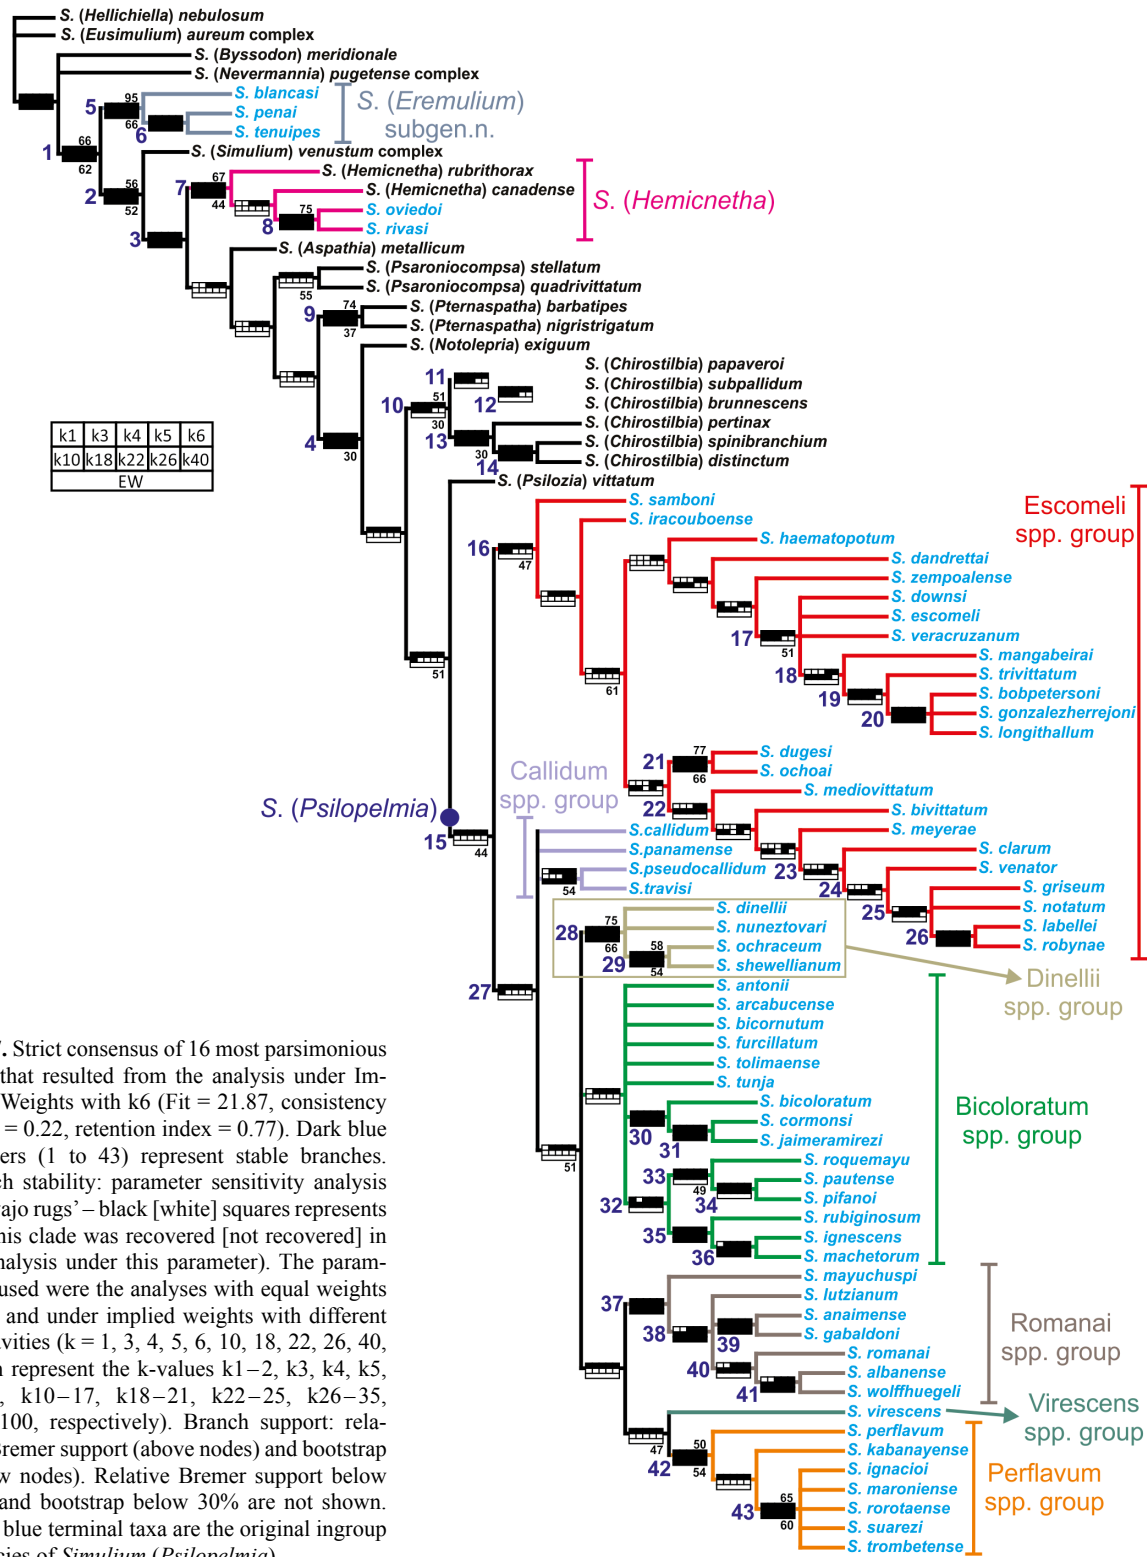 S. (Hellichiella) nebulosum
S. (Eusimulium) aureum complex
S. (Byssodon) meridionale
S. (Nevermannia) pugetense complex
5
95
66
S. blancasi
S. penai
S. tenuipes
6
S. (Eremulium)
subgen.n.
1
66
62
S. (Simulium) venustum complex
2
56
52
7
67
44
S. (Hemicnetha) rubrithorax
S. (Hemicnetha) canadense
S. oviedoi
S. rivasi
8
75
S. (Hemicnetha)
3
S. (Aspathia) metallicum
S. (Psaroniocompsa) stellatum
S. (Psaroniocompsa) quadrivittatum
55
9
74
37
S. (Pternaspatha) barbatipes
S. (Pternaspatha) nigristrigatum
S. (Notolepria) exiguum
4
30
S. (Chirostilbia) papaveroi
S. (Chirostilbia) subpallidum
S. (Chirostilbia) brunnescens
S. (Chirostilbia) pertinax
S. (Chirostilbia) spinibranchium
S. (Chirostilbia) distinctum
10
51
30
11
12
13
30
14
k1 k3 k4 k5 k6
k10 k18 k22 k26 k40
EW
S. (Psilozia) vittatum
51
S. (Psilopelmia)
15
44
16
47
S. samboni
S. iracouboense
S. haematopotum
S. dandrettai
S. zempoalense
S. downsi
S. escomeli
S. veracruzanum
S. mangabeirai
S. trivittatum
S. bobpetersoni
S. gonzalezherrejoni
S. longithallum
17
51
18
19
20
61
Escomeli
spp. group
21
77
66
S. dugesi
S. ochoai
22
S. mediovittatum
S. bivittatum
S. meyerae
S. clarum
S. venator
S. griseum
S. notatum
S. labellei
S. robynae
23
24
25
26
Callidum
spp. group
S.callidum
S.panamense
S.pseudocallidum
S.travisi
54
27
28
75
66
S. dinellii
S. nuneztovari
S. ochraceum
S. shewellianum
29
58
54
Dinellii
spp. group
51
S. antonii
S. arcabucense
S. bicornutum
S. furcillatum
S. tolimaense
S. tunja
S. bicoloratum
S. cormonsi
S. jaimeramirezi
S. roquemayu
S. pautense
S. pifanoi
S. rubiginosum
S. ignescens
S. machetorum
30
31
32
33
49
34
35
36
Bicoloratum
spp. group
37
38
39
40
41
S. mayuchuspi
S. lutzianum
S. anaimense
S. gabaldoni
S. romanai
S. albanense
S. wolffhuegeli
Romanai
spp. group
47
S. virescens
Virescens
spp. group
42
50
54
S. perflavum
S. kabanayense
S. ignacioi
S. maroniense
S. rorotaense
S. suarezi
S. trombetense
43
65
60
Perflavum
spp. group
7. Strict consensus of 16 most parsimonious
that resulted from the analysis under Im-
Weights with k6 (Fit = 21.87, consistency
= 0.22, retention index = 0.77). Dark blue
ers (1 to 43) represent stable branches.
ch stability: parameter sensitivity analysis
ajo rugs’ – black [white] squares represents
his clade was recovered [not recovered] in
nalysis under this parameter). The param-
used were the analyses with equal weights
and under implied weights with different
avities (k = 1, 3, 4, 5, 6, 10, 18, 22, 26, 40,
h represent the k-values k1–2, k3, k4, k5,
, k10–17, k18–21, k22–25, k26–35,
100, respectively). Branch support: rela-
Bremer support (above nodes) and bootstrap
w nodes). Relative Bremer support below
and bootstrap below 30% are not shown.
blue terminal taxa are the original ingroup
cies of Simulium (Psilopelmia)